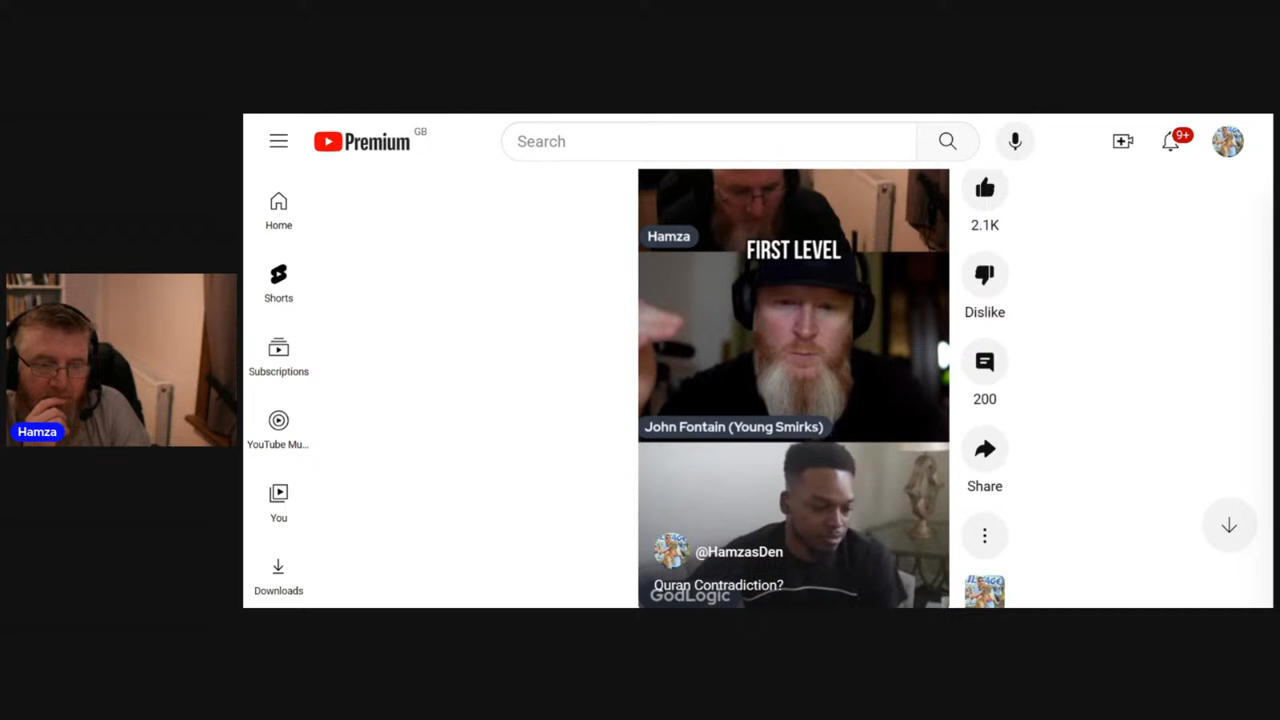 Premium GB
Search
9+
Home
Shorts
Subscriptions
YouTube Mu...
You
Downloads
Hamza
Hamza
FIRST LEVEL
John Fontain (Young Smirks)
@HamzasDen
Quran Contradiction?
GodLogic
2.1K
Dislike
200
Share